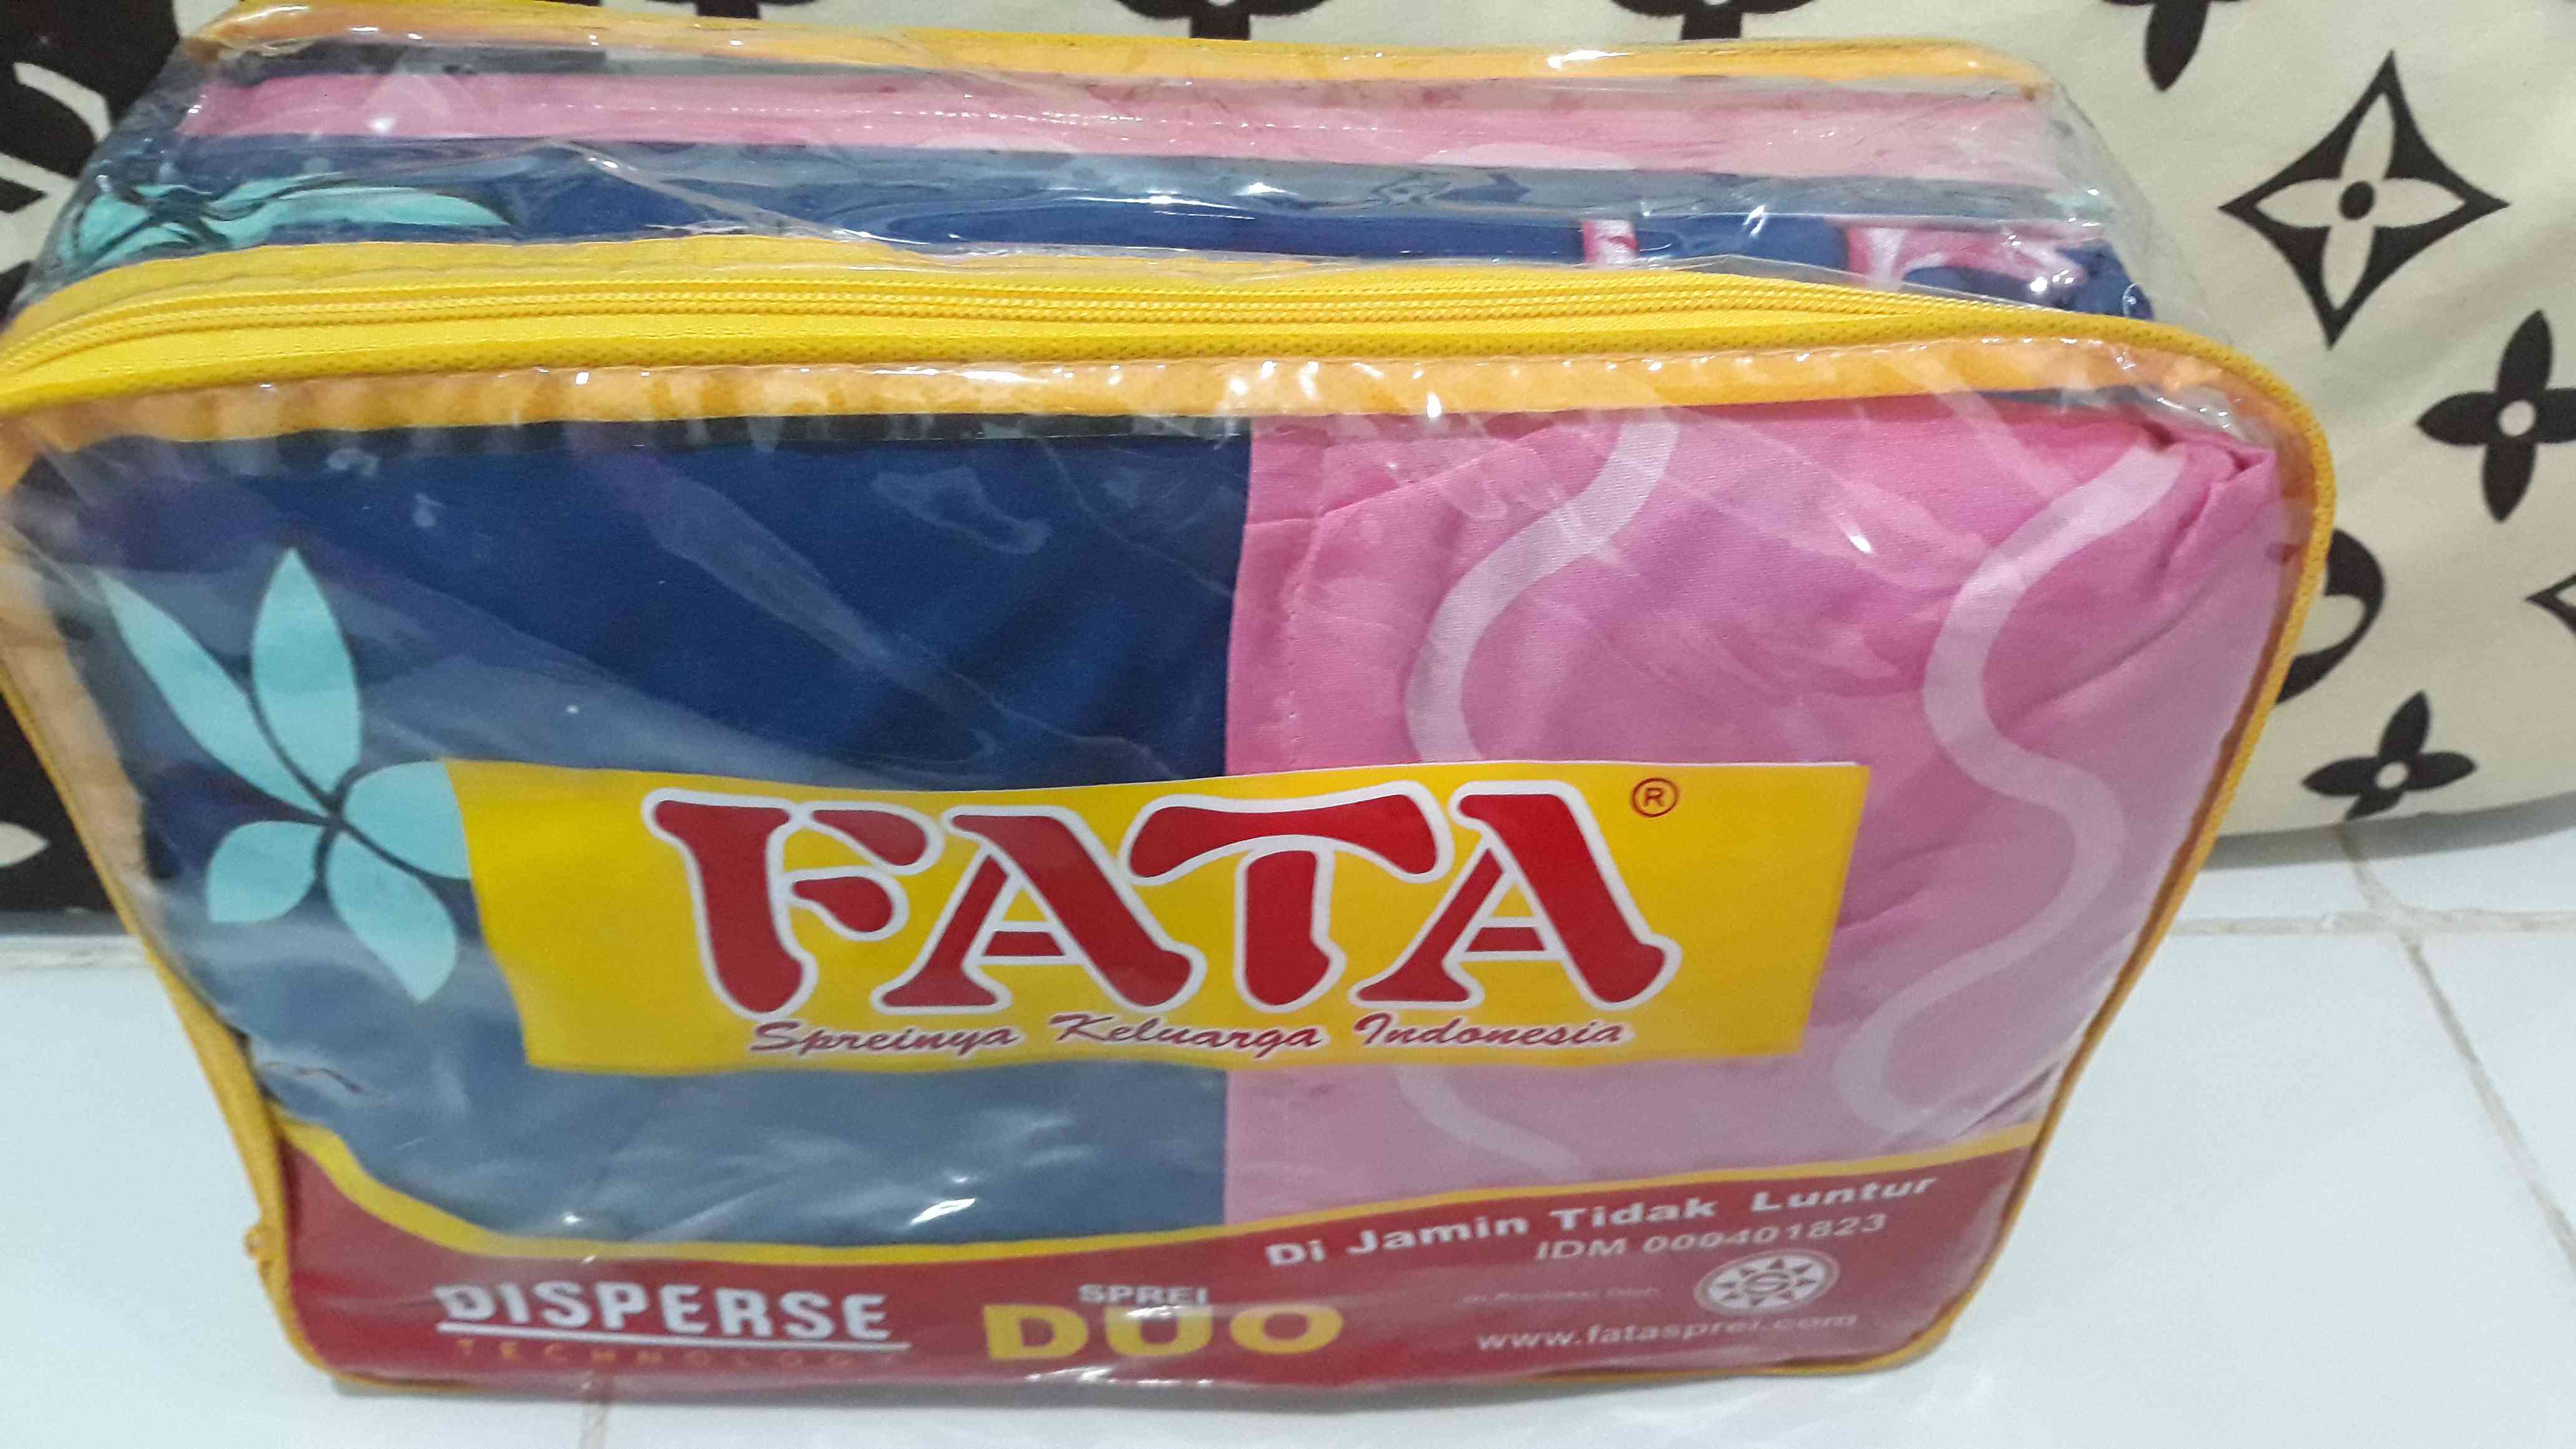 FATA®
Spreinya Keluarga Indonesia
Di Jamin Tidak Luntur
IDM 000401823
DISPERSE
TECHNOLOGY
SPREI
DUO
www.fatasprei.com